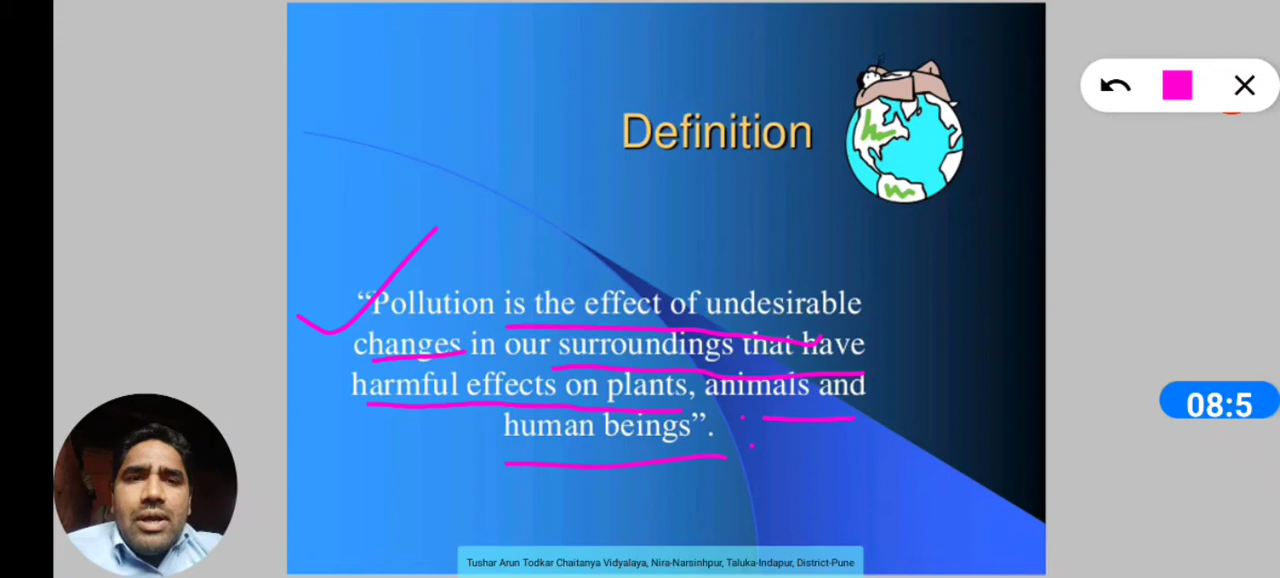 Definition
“Pollution is the effect of undesirable
changes in our surroundings that have
harmful effects on plants, animals and
human beings”.
08:5
Tushar Arun Todkar Chaitanya Vidyalaya, Nira-Narsinhpur, Taluka-Indapur, District-Pune